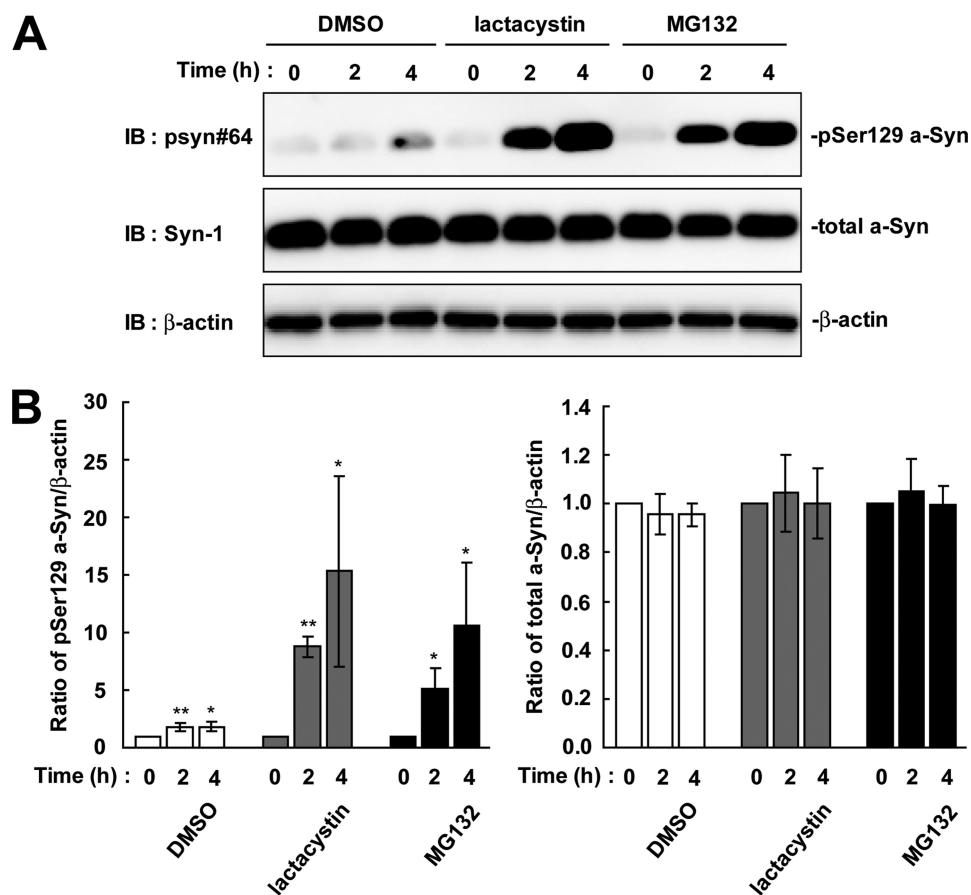 A
DMSO lactacystin MG132
Time (h) : 0 2 4 0 2 4 0 2 4
IB : psyn#64 -pSer129 a-Syn
IB : Syn-1 -total a-Syn
IB : β-actin -β-actin
B
Ratio of pSer129 a-Syn/β-actin
30
25
20
15
10
5
0
** * ** * * *
Time (h) : 0 2 4 0 2 4 0 2 4
DMSO lactacystin MG132
Ratio of total a-Syn/β-actin
1.4
1.2
1.0
0.8
0.6
0.4
0.2
0.0
Time (h) : 0 2 4 0 2 4 0 2 4
DMSO lactacystin MG132